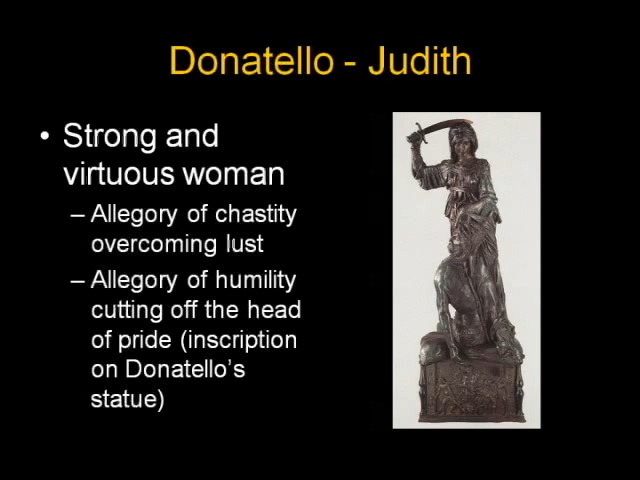 Donatello - Judith
• Strong and
virtuous woman
– Allegory of chastity
overcoming lust
– Allegory of humility
cutting off the head
of pride (inscription
on Donatello's
statue)